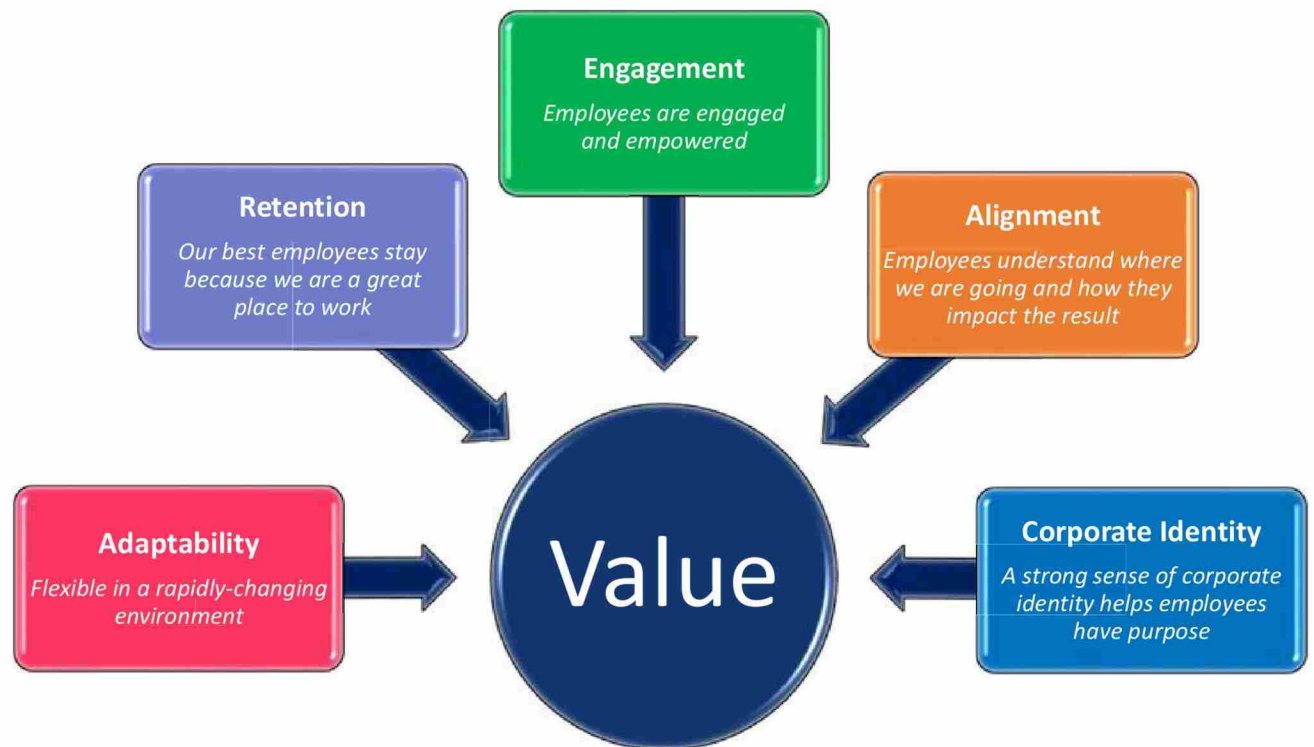 Engagement
Employees are engaged
and empowered
Retention
Our best employees stay
because we are a great
place to work
Alignment
Employees understand where
we are going and how they
impact the result
Adaptability
Flexible in a rapidly-changing
environment
Value
Corporate Identity
A strong sense of corporate
identity helps employees
have purpose